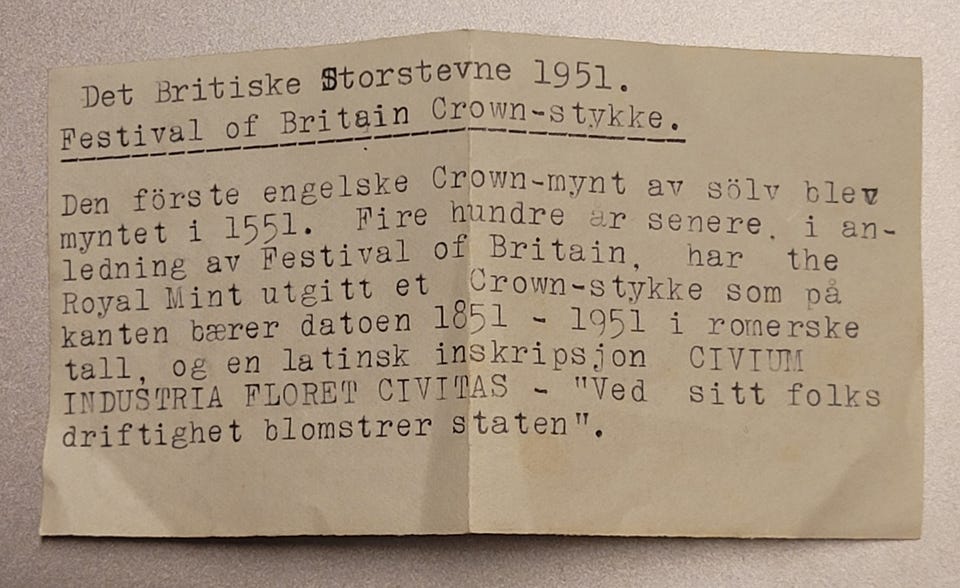 Det Britiske Storstevne 1951.
Festival of Britain Crown-stykke.
Den förste engelske Crown-mynt av sölv blev
myntet i 1551. Fire hundre år senere, i an-
ledning av Festival of Britain, har the
Royal Mint utgitt et Crown-stykke som på
kanten bærer datoen 1851 - 1951 i romerske
tall, og en latinsk inskripsjon CIVIUM
INDUSTRIA FLORET CIVITAS - "Ved sitt folks
driftighet blomstrer staten".